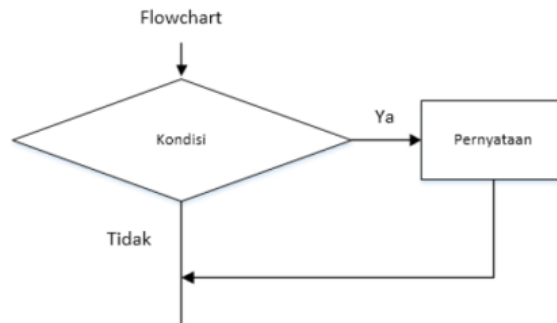 Flowchart
Kondisi
Ya
Pernyataan
Tidak